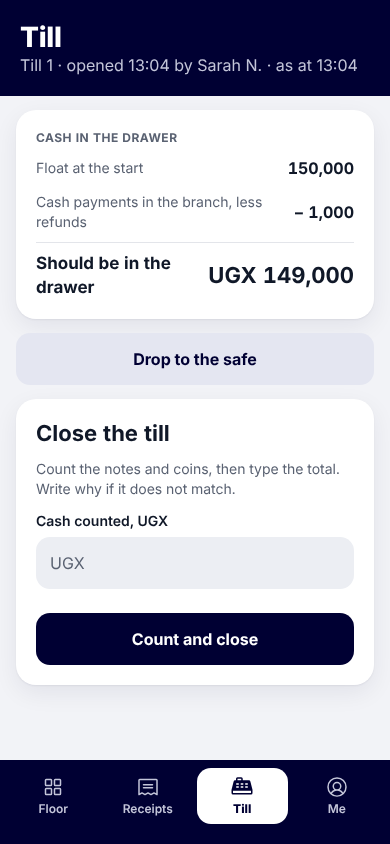 Till
Till 1 · opened 13:04 by Sarah N. · as at 13:04
CASH IN THE DRAWER
Float at the start 150,000
Cash payments in the branch, less
refunds
– 1,000
Should be in the
drawer
UGX 149,000
Drop to the safe
Close the till
Count the notes and coins, then type the total.
Write why if it does not match.
Cash counted, UGX
UGX
Count and close
Floor Receipts Till Me